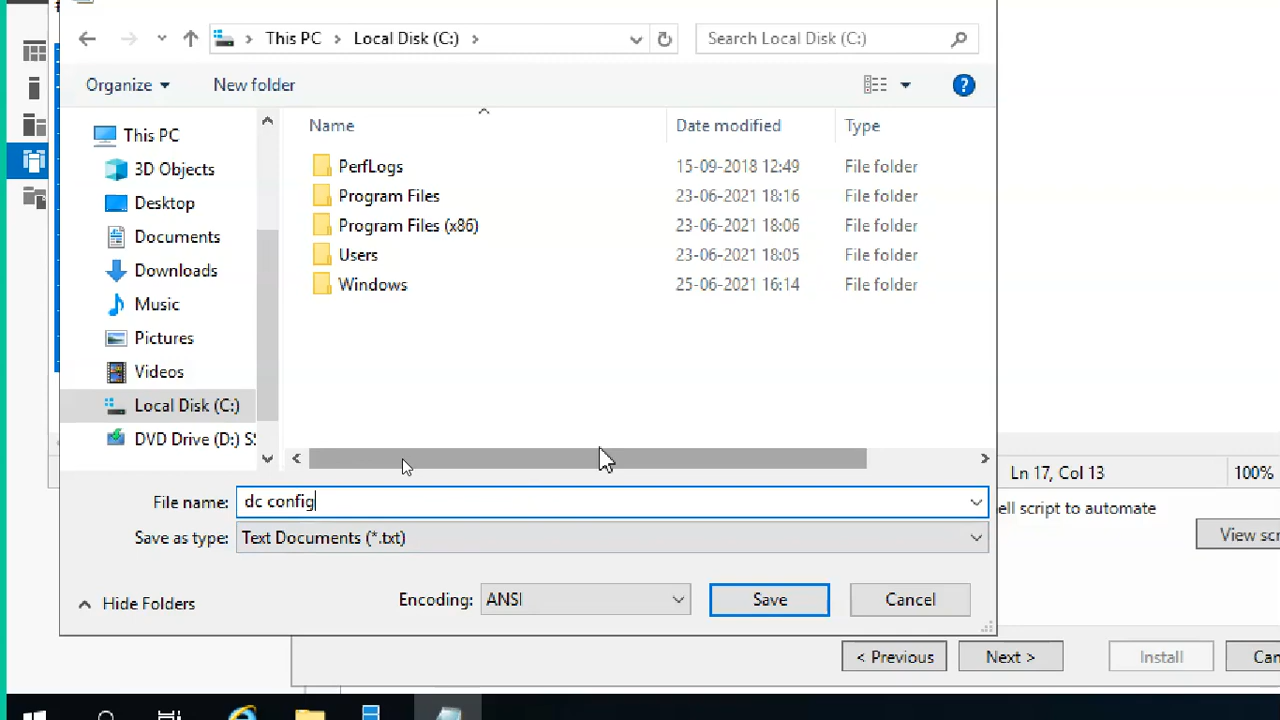 This PC > Local Disk (C:) >
Search Local Disk (C:)
Organize
New folder
?
Name
Date modified
Type
This PC
3D Objects
Desktop
Documents
Downloads
Music
Pictures
Videos
Local Disk (C:)
DVD Drive (D:) S
PerfLogs 15-09-2018 12:49 File folder
Program Files 23-06-2021 18:16 File folder
Program Files (x86) 23-06-2021 18:06 File folder
Users 23-06-2021 18:05 File folder
Windows 25-06-2021 16:14 File folder
File name: dc config
Save as type: Text Documents (*.txt)
Hide Folders
Encoding: ANSI
Save
Cancel
Ln 17, Col 13
100%
ell script to automate
View scr
< Previous
Next >
Install
Can